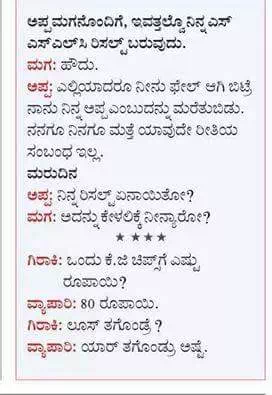 ಅಪ್ಪ ಮಗನೊಂದಿಗೆ, ಇವತ್ತಲ್ವೊ ನಿನ್ನ ಎಸ್
ಎಸ್ಎಲ್‌ಸಿ ರಿಸಲ್ಟ್ ಬರುವುದು.
ಮಗ: ಹೌದು.
ಅಪ್ಪ: ಎಲ್ಲಿಯಾದರೂ ನೀನು ಫೇಲ್ ಆಗಿ ಬಿಟ್ರೆ
ನಾನು ನಿನ್ನ ಅಪ್ಪ ಎಂಬುದನ್ನು ಮರೆತುಬಿಡು.
ನನಗೂ ನಿನಗೂ ಮತ್ತೆ ಯಾವುದೇ ರೀತಿಯ
ಸಂಬಂಧ ಇಲ್ಲ.
ಮರುದಿನ
ಅಪ್ಪ: ನಿನ್ನ ರಿಸಲ್ಟ್ ಏನಾಯಿತೋ?
ಮಗ: ಅದನ್ನು ಕೇಳಲಿಕ್ಕೆ ನೀನ್ಯಾರೋ?
★ ★ ★ ★
ಗಿರಾಕಿ: ಒಂದು ಕೆ.ಜಿ ಚಿಪ್ಸ್‌ಗೆ ಎಷ್ಟು
ರೂಪಾಯಿ?
ವ್ಯಾಪಾರಿ: 80 ರೂಪಾಯಿ.
ಗಿರಾಕಿ: ಲೂಸ್ ತಗೊಂಡ್ರೆ ?
ವ್ಯಾಪಾರಿ: ಯಾರ್ ತಗೊಂಡ್ರು ಅಷ್ಟೆ.